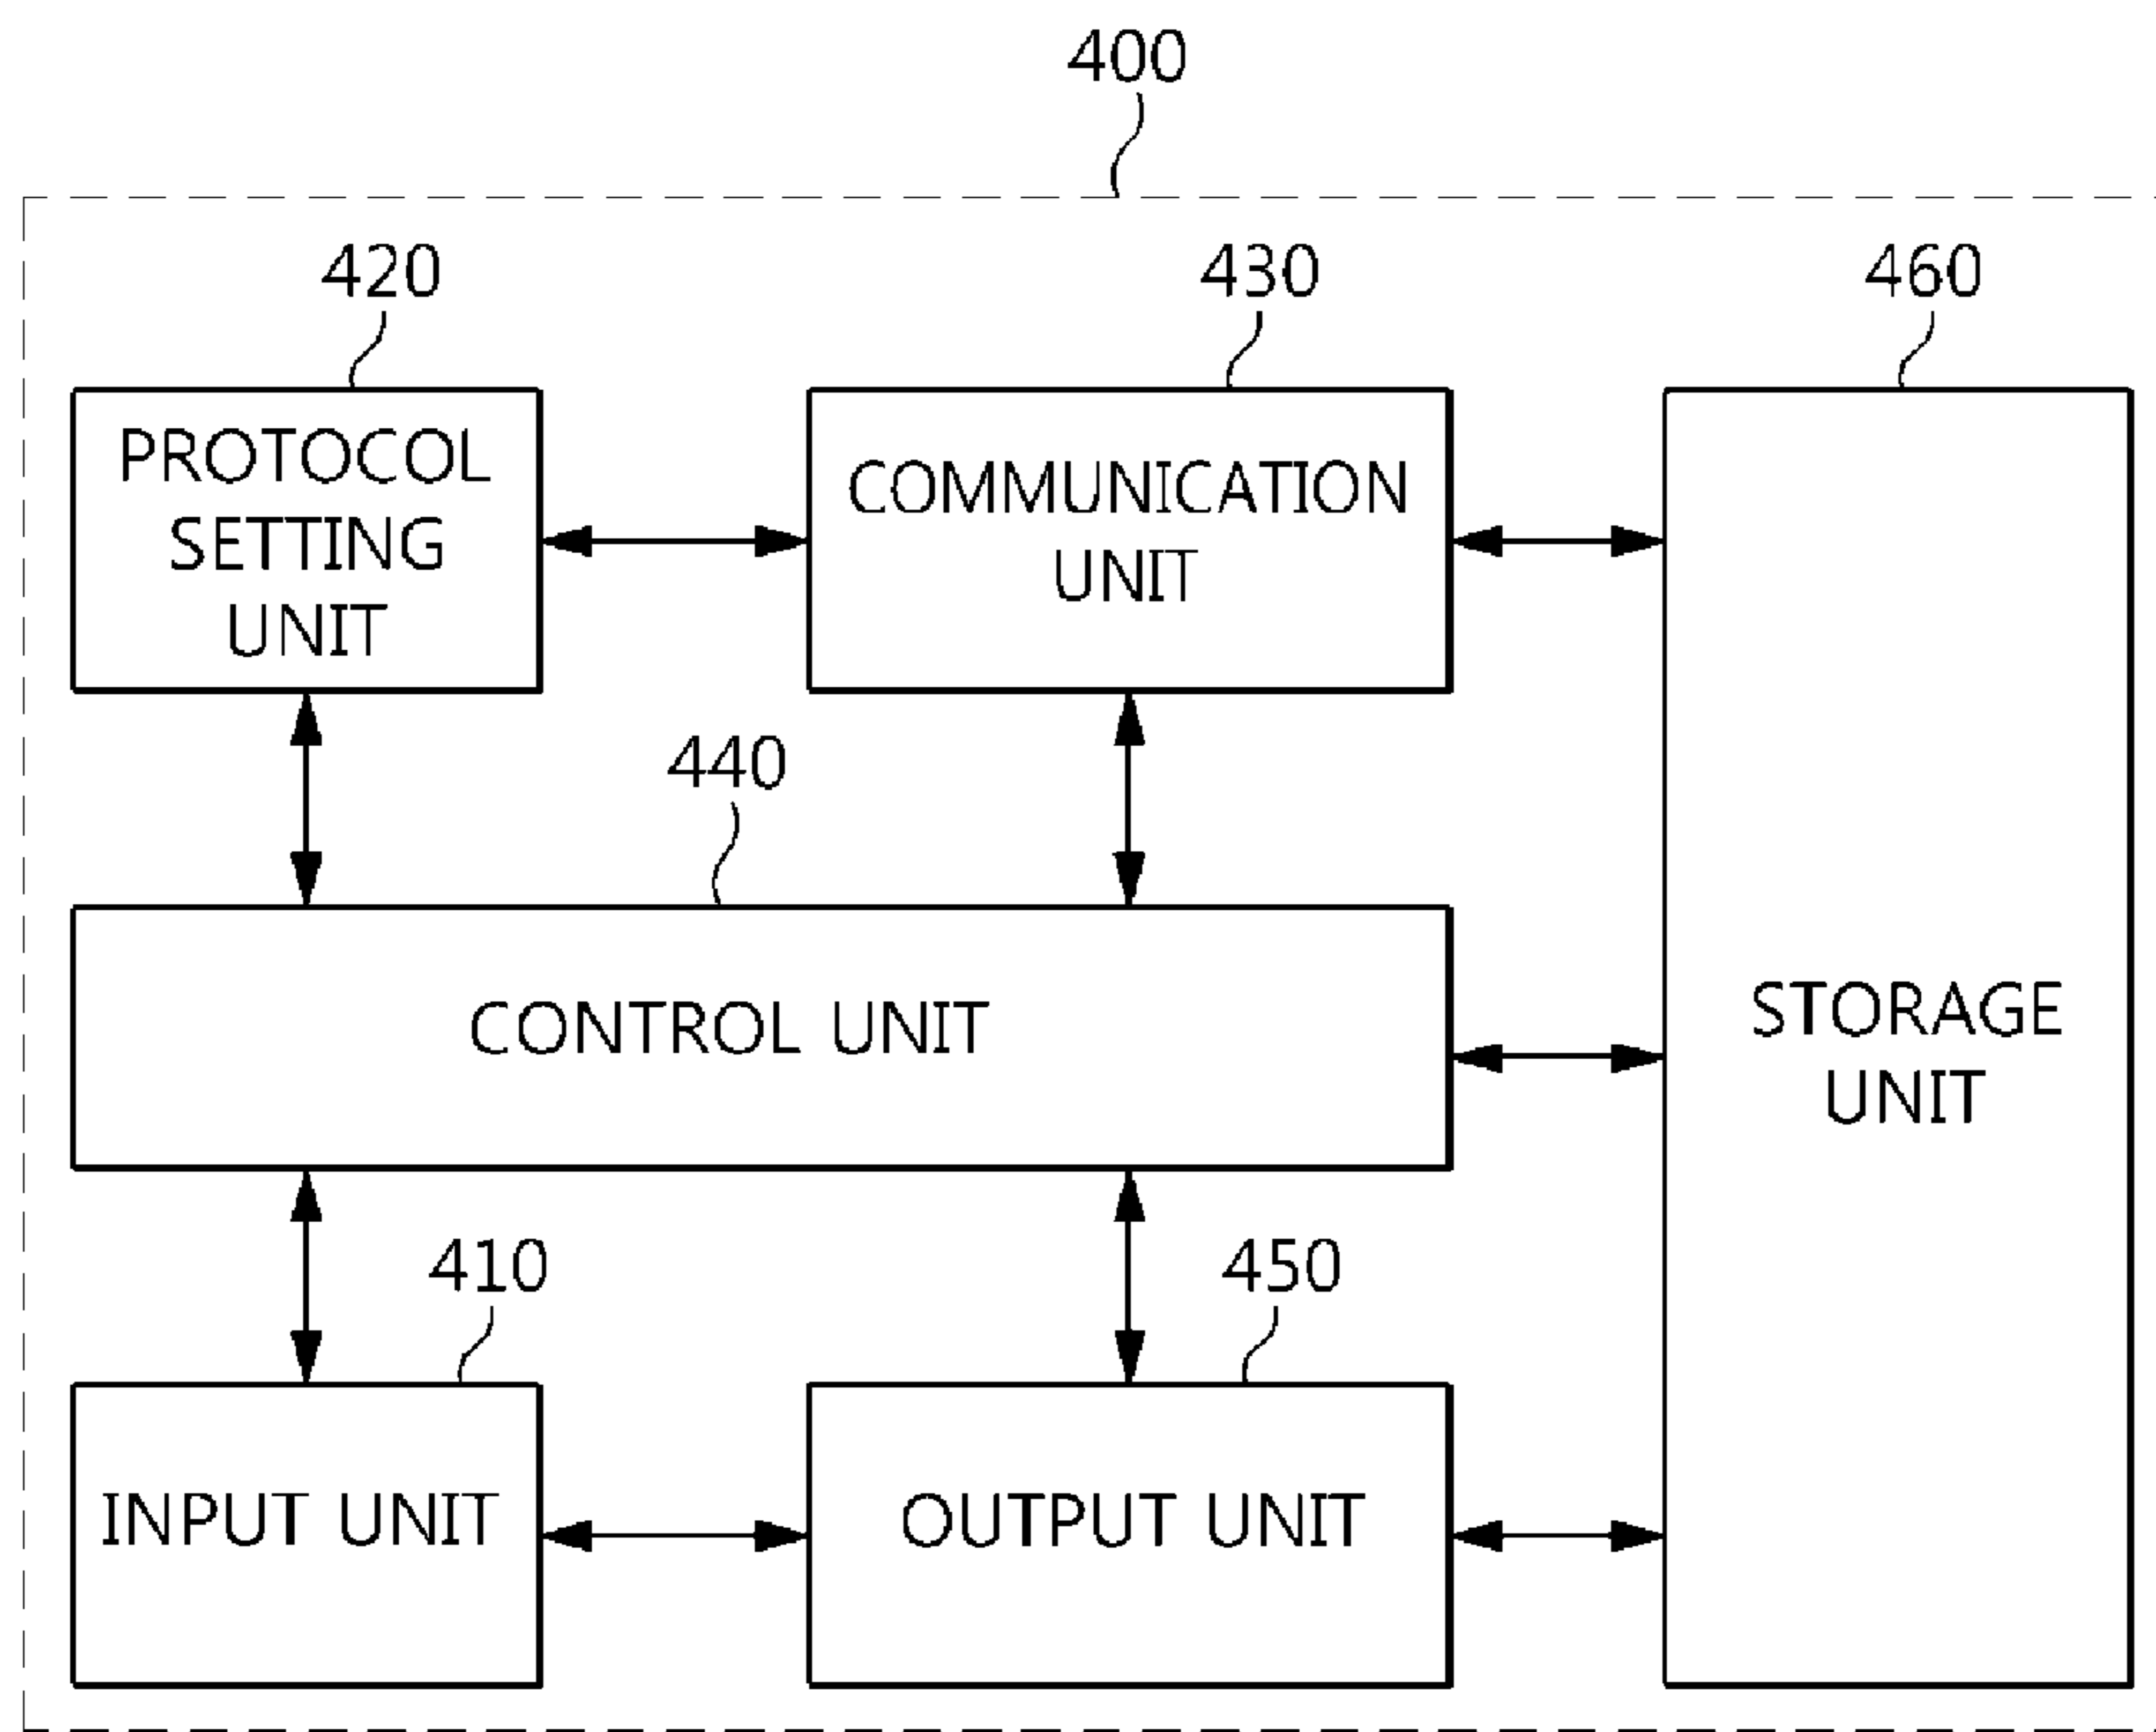 400
420
430
460
PROTOCOL
SETTING
UNIT
COMMUNICATION
UNIT
440
CONTROL UNIT
STORAGE
UNIT
410
450
INPUT UNIT
OUTPUT UNIT